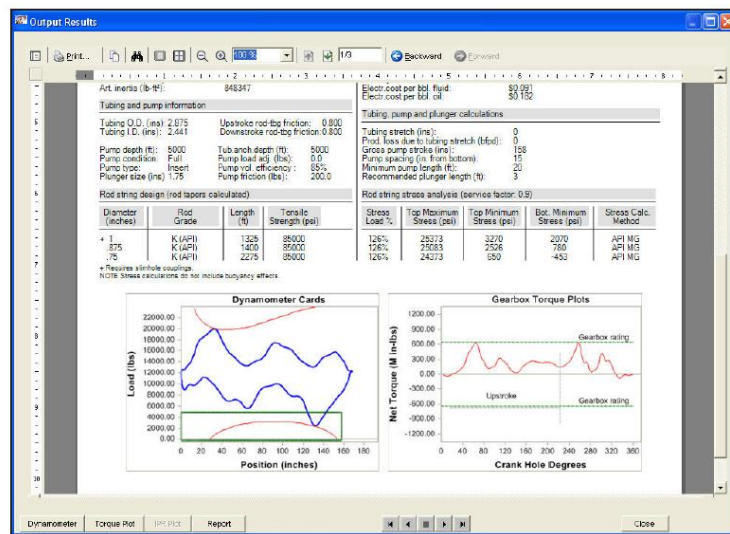 Output Results
Print...
100 %
1/3
Backward
Forward
Art. inertia (lb-ft²): 848347
Electr.cost per bbl. fluid: $0.091
Electr.cost per bbl. oil: $0.182
Tubing and pump information
Tubing, pump and plunger calculations
Tubing O.D. (ins) 2.875 Upstroke rod-tbg friction: 0.800
Tubing I.D. (ins) 2.441 Downstroke rod-tbg friction: 0.800
Tubing stretch (ins): 0
Prod. loss due to tubing stretch (bfpd): 0
Gross pump stroke (ins): 158
Pump spacing (in. from bottom): 15
Minimum pump length (ft): 20
Recommended plunger length (ft): 3
Pump depth (ft): 5000 Tub.anch.depth (ft): 5000
Pump condition: Full Pump load adj. (lbs): 0.0
Pump type: Insert Pump vol. efficiency: 85%
Plunger size (ins) 1.75 Pump friction (lbs): 200.0
Rod string design (rod tapers calculated)
Rod string stress analysis (service factor: 0.9)
Diameter (inches) Rod Grade Length (ft) Tensile Strength (psi)
Stress Load % Top Maximum Stress (psi) Top Minimum Stress (psi) Bot. Minimum Stress (psi) Stress Calc. Method
+ 1 K (API) 1325 85000 126% 25373 3270 2070 API MG
.875 K (API) 1400 85000 126% 25083 2526 780 API MG
.75 K (API) 2275 85000 126% 24373 650 -453 API MG
+ Requires slimhole couplings.
NOTE Stress calculations do not include buoyancy effects.
Dynamometer Cards
Load (lbs)
22000.00
20000.00
18000.00
16000.00
14000.00
12000.00
10000.00
8000.00
6000.00
4000.00
2000.00
0.00
0 20 40 60 80 100 120 140 160 180
Position (inches)
Gearbox Torque Plots
Net Torque (M in-lbs)
1200.00
900.00
600.00
300.00
0.00
-300.00
-600.00
-900.00
-1200.00
Gearbox rating
Upstroke
Gearbox rating
0 40 80 120 160 200 240 280 320 360
Crank Hole Degrees
Dynamometer
Torque Plot
IPR Plot
Report
Close